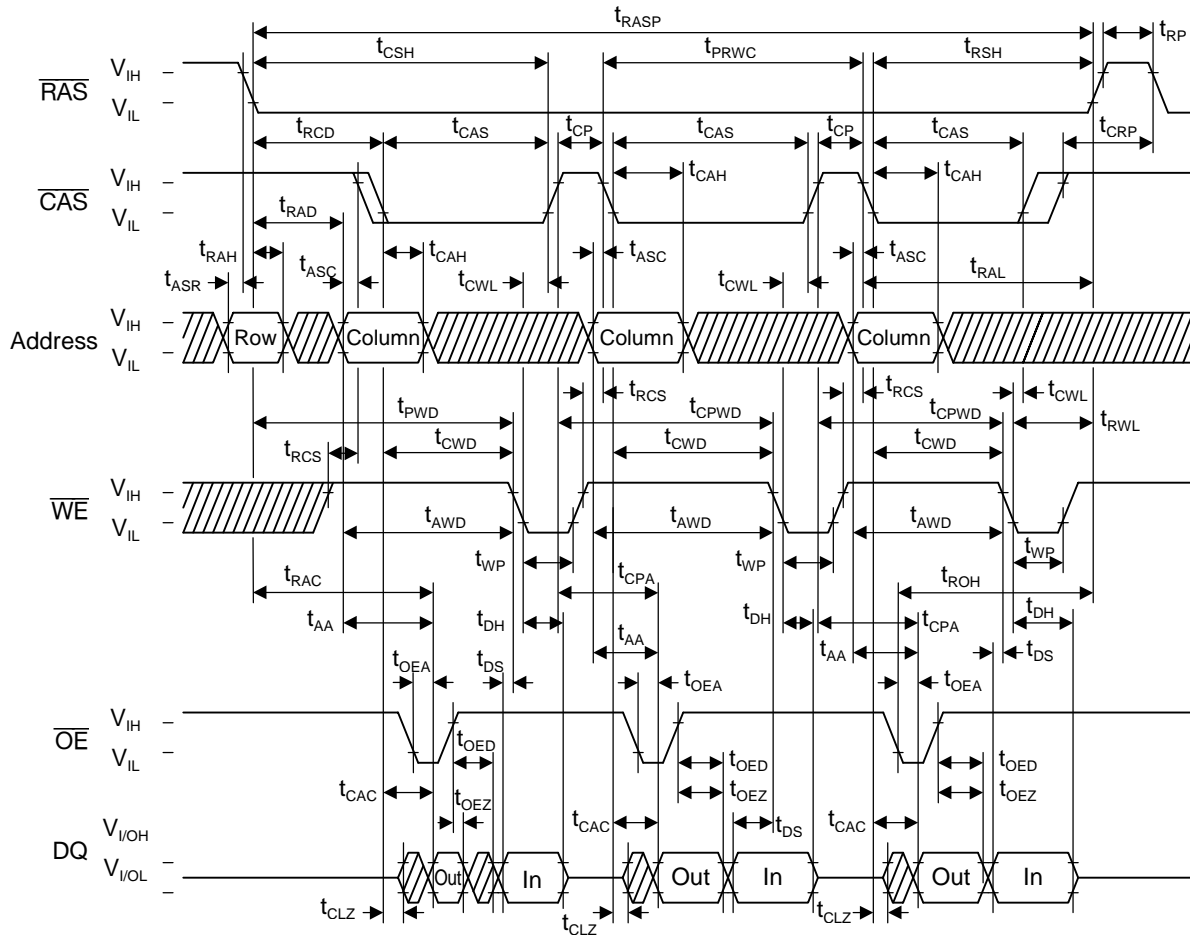 tRASP
tRP
tCSH
tPRWC
tRSH
RAS
VIH
VIL
tRCD
tCAS
tCP
tCAS
tCP
tCAS
tCRP
CAS
VIH
VIL
tCAH
tCAH
tRAD
tRAH
tASR
tASC
tCAH
tCWL
tASC
tCWL
tASC
tRAL
Address
VIH
VIL
Row
Column
Column
Column
tRCS
tRCS
tCWL
tPWD
tCPWD
tCPWD
tRWL
tRCS
tCWD
tCWD
tCWD
WE
VIH
VIL
tAWD
tAWD
tAWD
tWP
tWP
tWP
tRAC
tCPA
tROH
tAA
tDH
tAA
tDH
tCPA
tAA
tDH
tOEA
tDS
tOEA
tOEA
tDS
OE
VIH
VIL
tOED
tOED
tOED
tCAC
tOEZ
tCAC
tOEZ
tDS
tCAC
tOEZ
DQ
VI/OH
VI/OL
Out
In
Out
In
Out
In
tCLZ
tCLZ
tCLZ